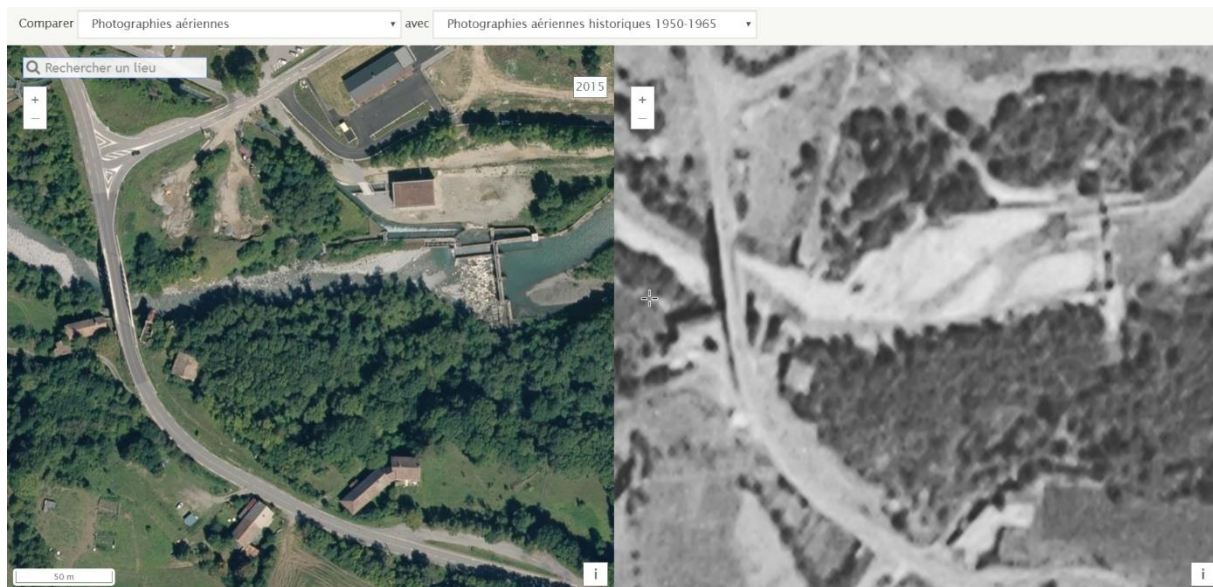 Comparer Photographies aériennes avec Photographies aériennes historiques 1950-1965
Rechercher un lieu
2015
+
–
+
–
50 m
i
i